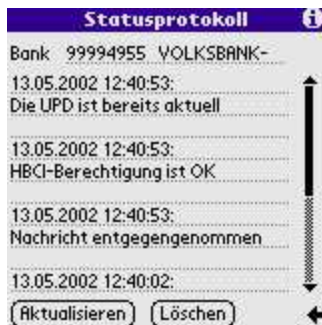 Statusprotokoll
Bank 99994955 VOLKSBANK-
13.05.2002 12:40:53:
Die UPD ist bereits aktuell
13.05.2002 12:40:53:
HBCI-Berechtigung ist OK
13.05.2002 12:40:53:
Nachricht entgegengenommen
13.05.2002 12:40:02:
Aktualisieren Löschen